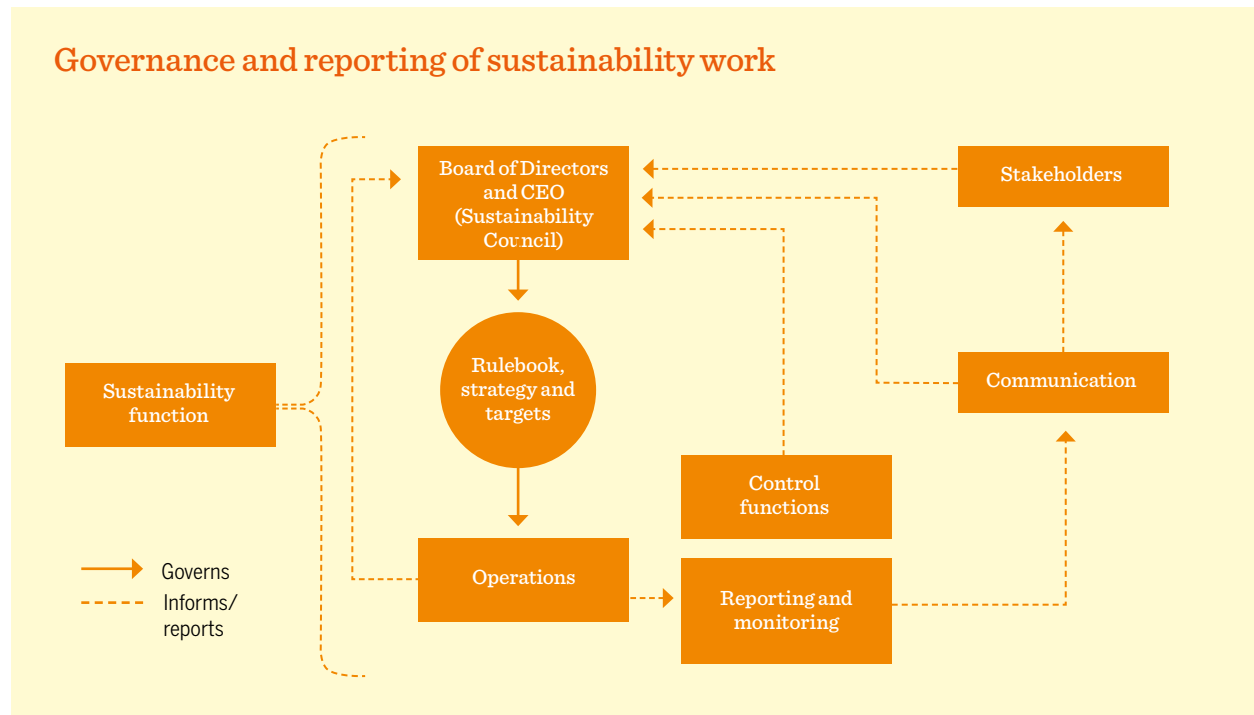 Governance and reporting of sustainability work
Board of Directors
and CEO
(Sustainability
Council)
Stakeholders
Rulebook,
strategy and
targets
Sustainability
function
Communication
Control
functions
Operations
Reporting and
monitoring
Governs
Informs/
reports